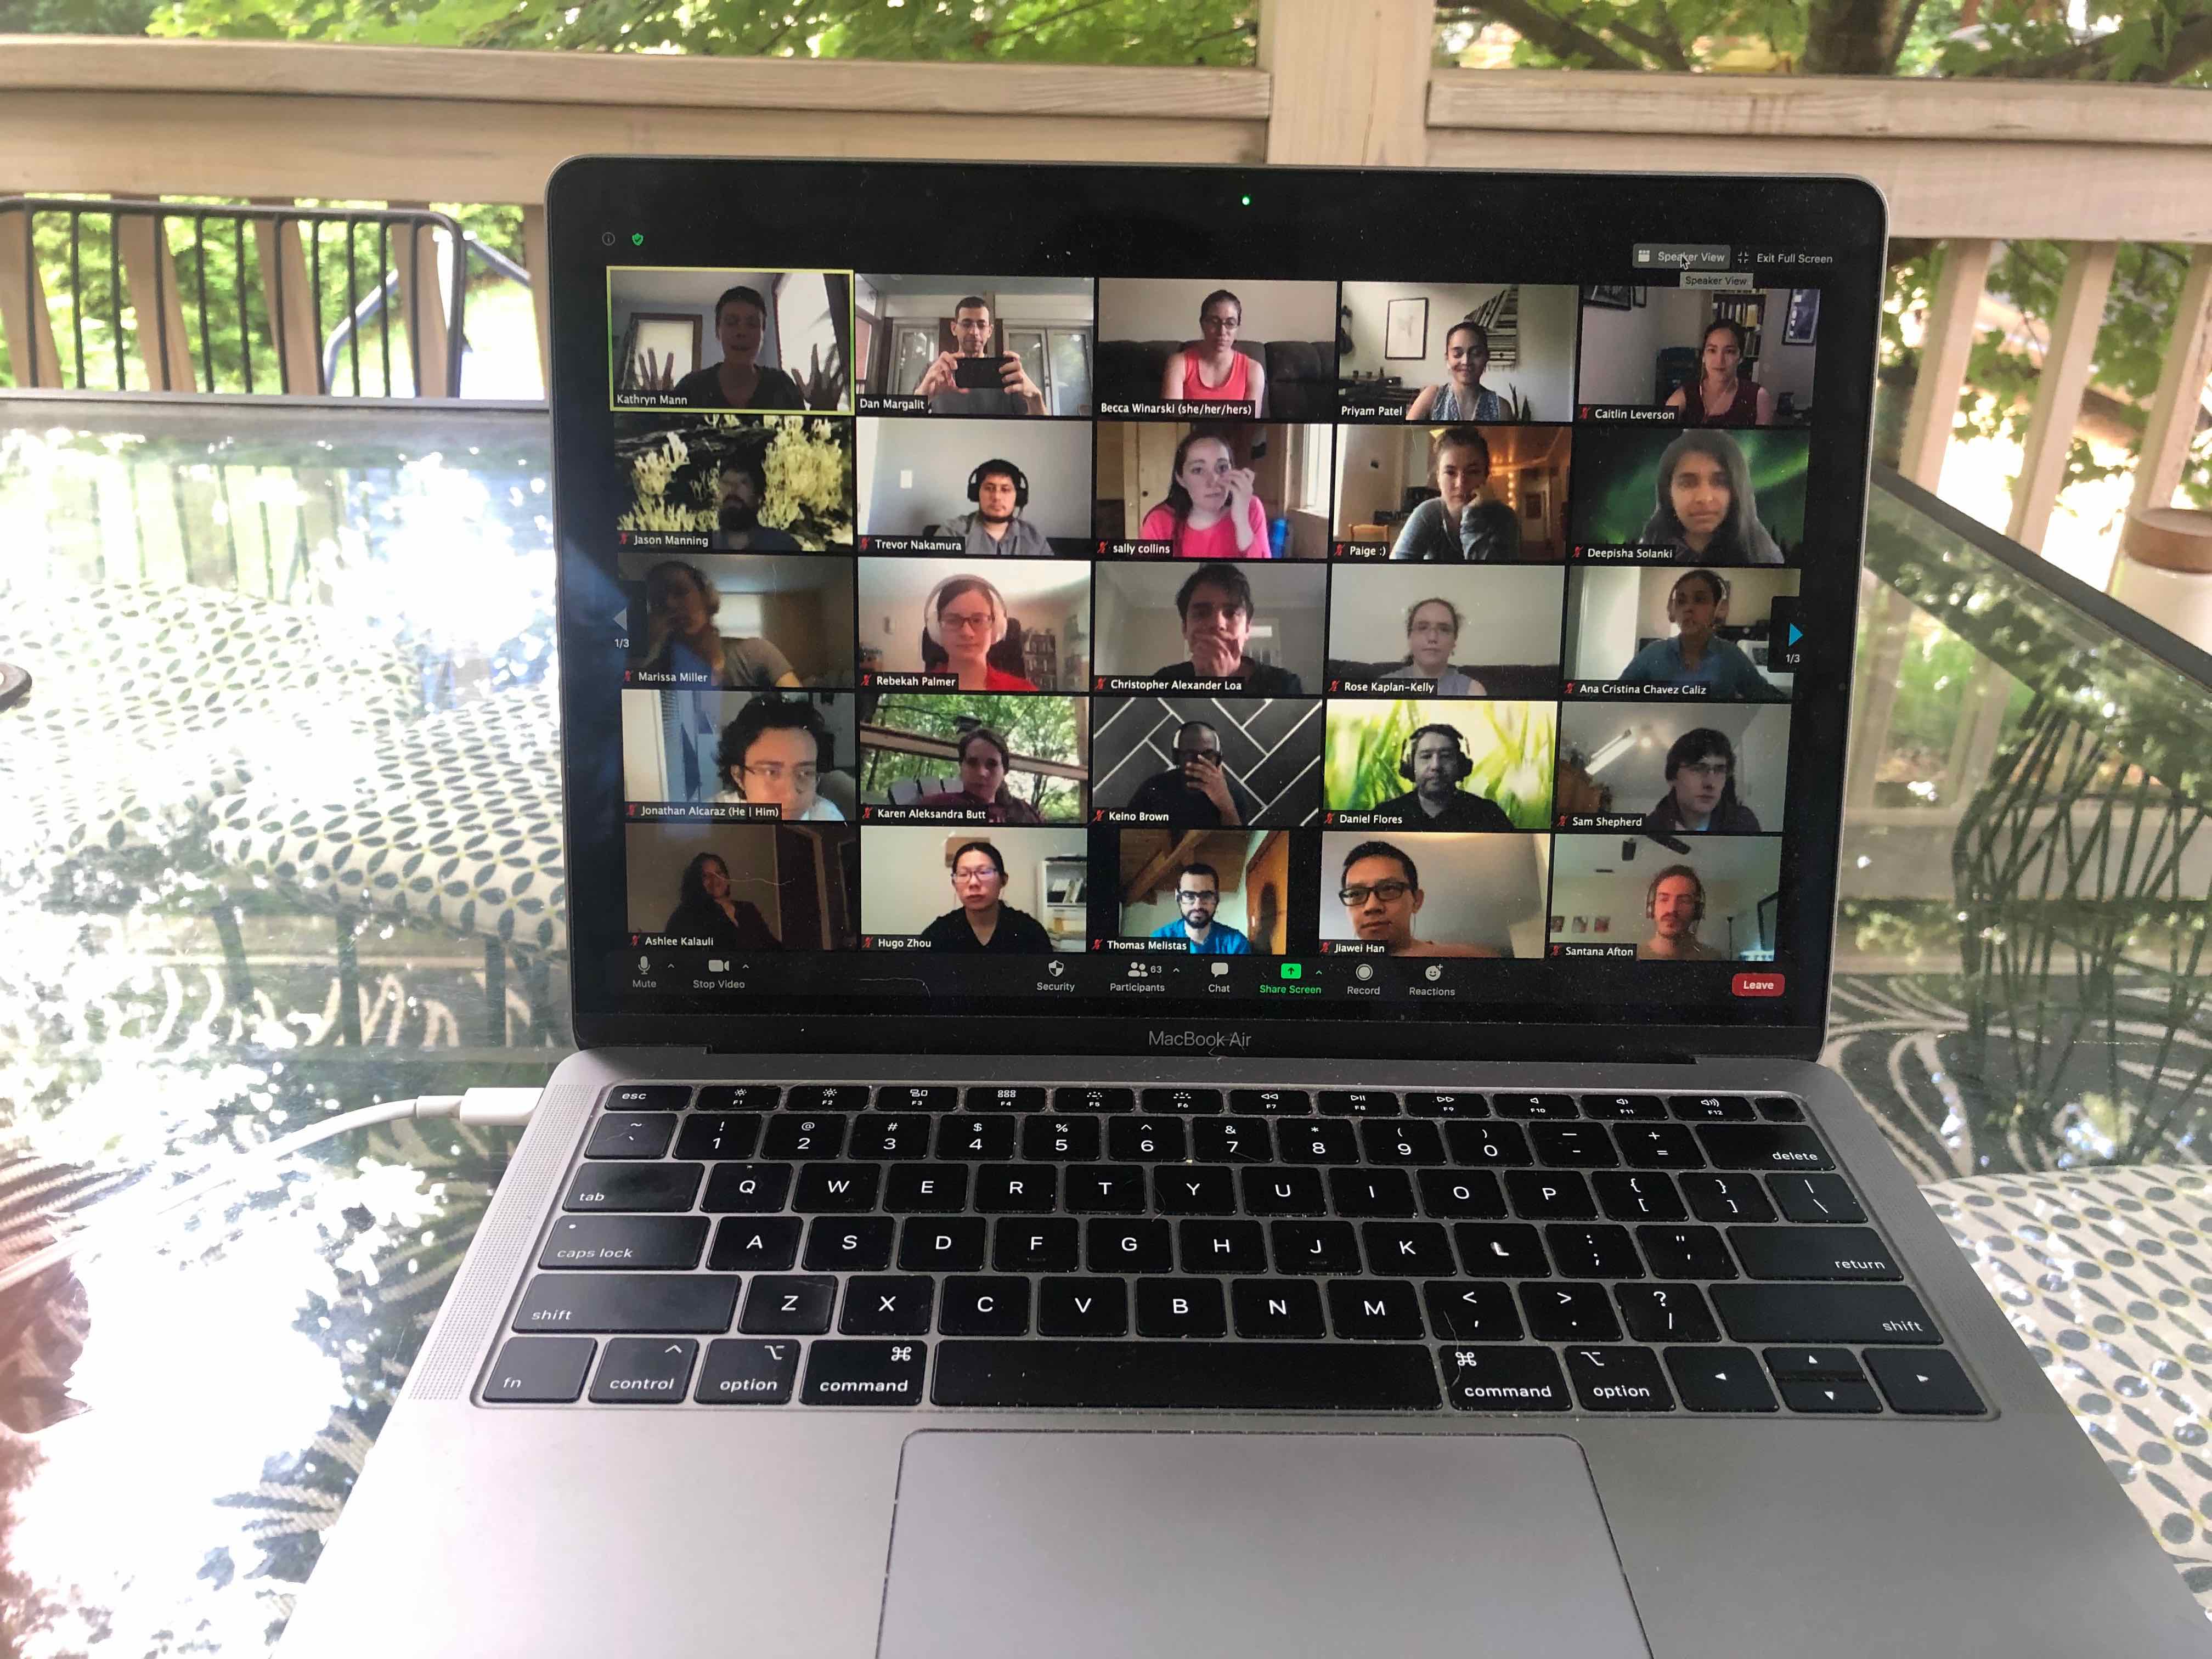 Speaker View
Exit Full Screen
Speaker View
Kathryn Mann
Dan Margalit
Becca Winarski (she/her/hers)
Priyam Patel
Caitlin Leverson
Jason Manning
Trevor Nakamura
sally collins
Paige :)
Deepisha Solanki
1/3
1/3
Marissa Miller
Rebekah Palmer
Christopher Alexander Loa
Rose Kaplan-Kelly
Ana Cristina Chavez Caliz
Jonathan Alcaraz (He | Him)
Karen Aleksandra Butt
Keino Brown
Daniel Flores
Sam Shepherd
Ashlee Kalauli
Hugo Zhou
Thomas Melistas
Jiawei Han
Santana Afton
Mute
Stop Video
Security
63
Participants
Chat
Share Screen
Record
Reactions
Leave
MacBook Air
esc F1 F2 F3 F4 F5 F6 F7 F8 F9 F10 F11 F12
~ ! @ # $ % ^ & * ( ) — +
` 1 2 3 4 5 6 7 8 9 0 - = delete
tab Q W E R T Y U I O P { [ } ] | \
caps lock A S D F G H J K L : ; " ' return
shift Z X C V B N M < , > . ? / shift
fn ^ control ⌥ option ⌘ command ⌘ command ⌥ option ◂ ▴ ▾ ▸